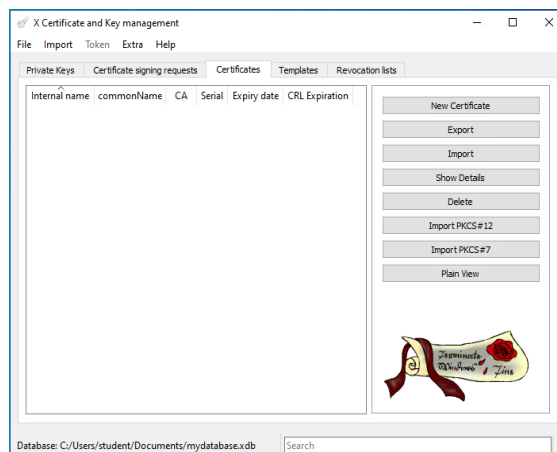 X Certificate and Key management
File Import Token Extra Help
Private Keys Certificate signing requests Certificates Templates Revocation lists
Internal name commonName CA Serial Expiry date CRL Expiration
New Certificate
Export
Import
Show Details
Delete
Import PKCS#12
Import PKCS#7
Plain View
Database: C:/Users/student/Documents/mydatabase.xdb
Search